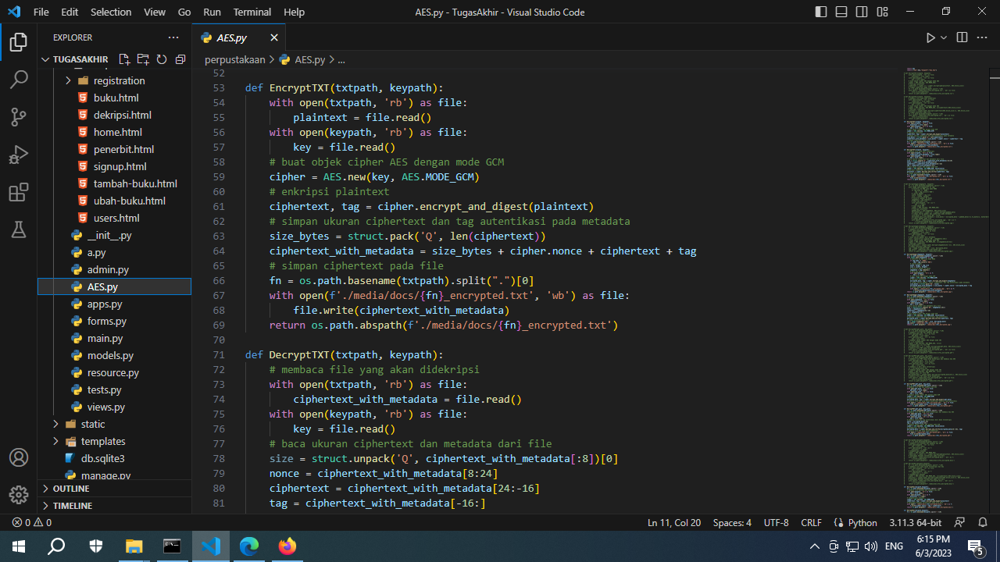 File Edit Selection View Go Run Terminal Help AES.py - TugasAkhir - Visual Studio Code
EXPLORER
TUGASAKHIR
registration
buku.html
dekripsi.html
home.html
penerbit.html
signup.html
tambah-buku.html
ubah-buku.html
users.html
__init__.py
a.py
admin.py
AES.py
apps.py
forms.py
main.py
models.py
resource.py
tests.py
views.py
static
templates
db.sqlite3
manage.py
OUTLINE
TIMELINE
AES.py
perpustakaan > AES.py > ...
52
53 def EncryptTXT(txtpath, keypath):
54 with open(txtpath, 'rb') as file:
55 plaintext = file.read()
56 with open(keypath, 'rb') as file:
57 key = file.read()
58 # buat objek cipher AES dengan mode GCM
59 cipher = AES.new(key, AES.MODE_GCM)
60 # enkripsi plaintext
61 ciphertext, tag = cipher.encrypt_and_digest(plaintext)
62 # simpan ukuran ciphertext dan tag autentikasi pada metadata
63 size_bytes = struct.pack('Q', len(ciphertext))
64 ciphertext_with_metadata = size_bytes + cipher.nonce + ciphertext + tag
65 # simpan ciphertext pada file
66 fn = os.path.basename(txtpath).split(".")[0]
67 with open(f'./media/docs/{fn}_encrypted.txt', 'wb') as file:
68 file.write(ciphertext_with_metadata)
69 return os.path.abspath(f'./media/docs/{fn}_encrypted.txt')
70
71 def DecryptTXT(txtpath, keypath):
72 # membaca file yang akan didekripsi
73 with open(txtpath, 'rb') as file:
74 ciphertext_with_metadata = file.read()
75 with open(keypath, 'rb') as file:
76 key = file.read()
77 # baca ukuran ciphertext dan metadata dari file
78 size = struct.unpack('Q', ciphertext_with_metadata[:8])[0]
79 nonce = ciphertext_with_metadata[8:24]
80 ciphertext = ciphertext_with_metadata[24:-16]
81 tag = ciphertext_with_metadata[-16:]
0 0 Ln 11, Col 20 Spaces: 4 UTF-8 CRLF Python 3.11.3 64-bit
ENG 6:15 PM
6/3/2023 5